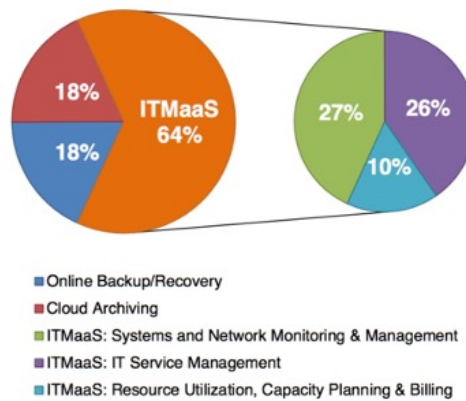 18%
ITMaaS
64%
18%
27%
26%
10%
Online Backup/Recovery
Cloud Archiving
ITMaaS: Systems and Network Monitoring & Management
ITMaaS: IT Service Management
ITMaaS: Resource Utilization, Capacity Planning & Billing